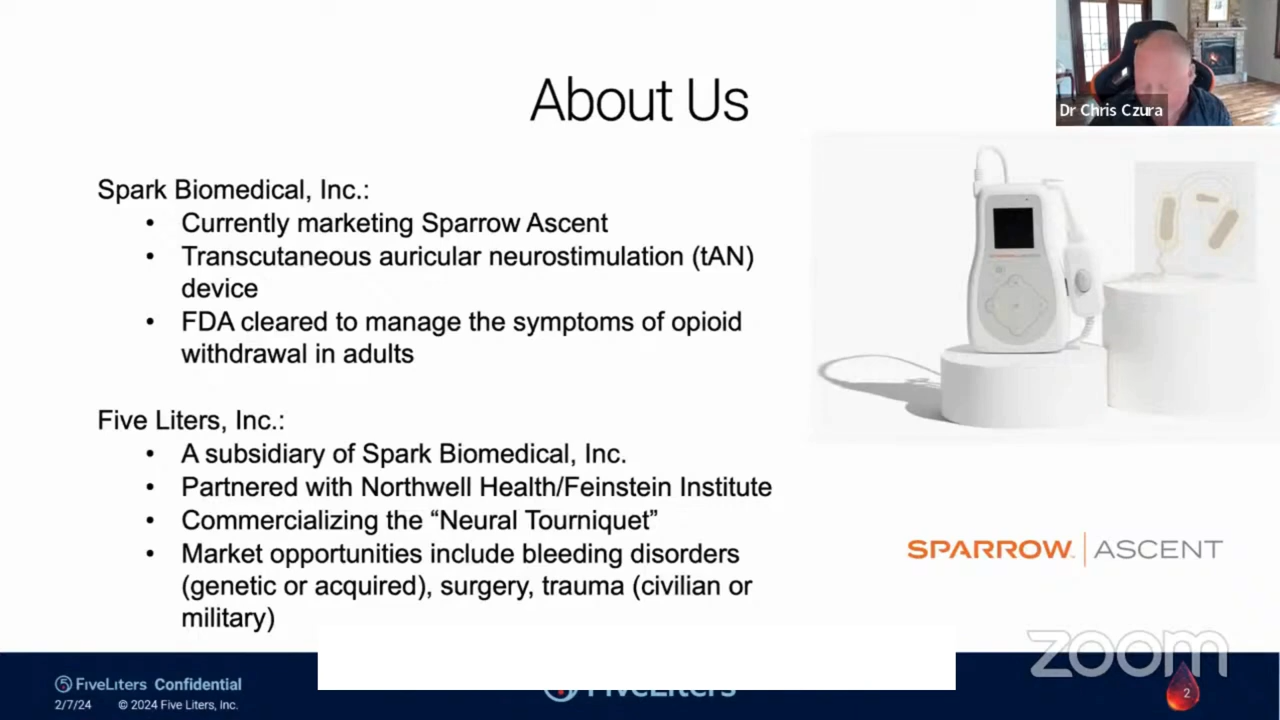 Dr Chris Czura
About Us
Spark Biomedical, Inc.:
• Currently marketing Sparrow Ascent
• Transcutaneous auricular neurostimulation (tAN)
device
• FDA cleared to manage the symptoms of opioid
withdrawal in adults
Five Liters, Inc.:
• A subsidiary of Spark Biomedical, Inc.
• Partnered with Northwell Health/Feinstein Institute
• Commercializing the “Neural Tourniquet”
• Market opportunities include bleeding disorders
(genetic or acquired), surgery, trauma (civilian or
military)
SPARROW | ASCENT
zoom
FiveLiters Confidential
2/7/24 © 2024 Five Liters, Inc.
FiveLiters
2